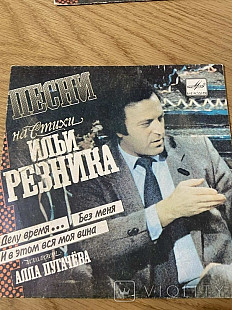 ПЕСНИ
на стихи
ИЛЬИ
РЕЗНИКА
Делу время... Без меня
И в этом вся моя вина
АЛЛА ПУГАЧЁВА
VIOLITY